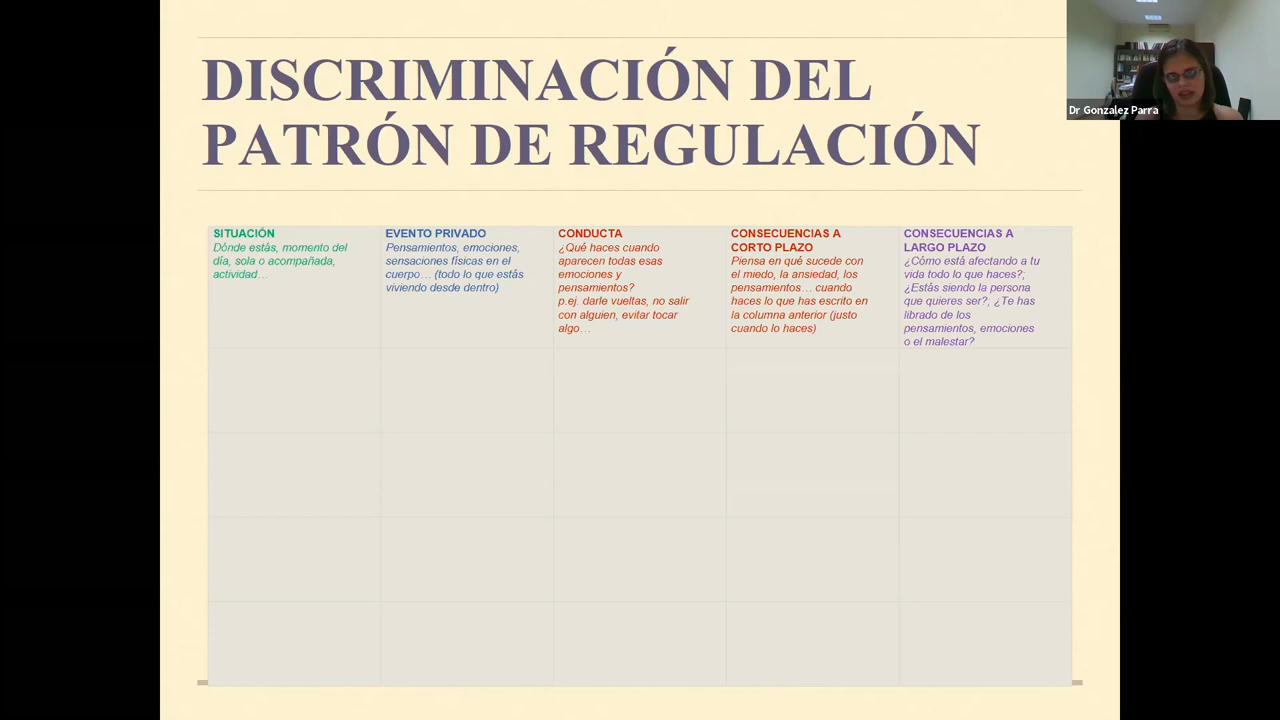 DISCRIMINACIÓN DEL
PATRÓN DE REGULACIÓN
Dr Gonzalez Parra
SITUACIÓN
Dónde estás, momento del
día, sola o acompañada,
actividad…
EVENTO PRIVADO
Pensamientos, emociones,
sensaciones físicas en el
cuerpo… (todo lo que estás
viviendo desde dentro)
CONDUCTA
¿Qué haces cuando
aparecen todas esas
emociones y
pensamientos?
p.ej. darle vueltas, no salir
con alguien, evitar tocar
algo…
CONSECUENCIAS A
CORTO PLAZO
Piensa en qué sucede con
el miedo, la ansiedad, los
pensamientos… cuando
haces lo que has escrito en
la columna anterior (justo
cuando lo haces)
CONSECUENCIAS A
LARGO PLAZO
¿Cómo está afectando a tu
vida todo lo que haces?;
¿Estás siendo la persona
que quieres ser?; ¿Te has
librado de los
pensamientos, emociones
o el malestar?